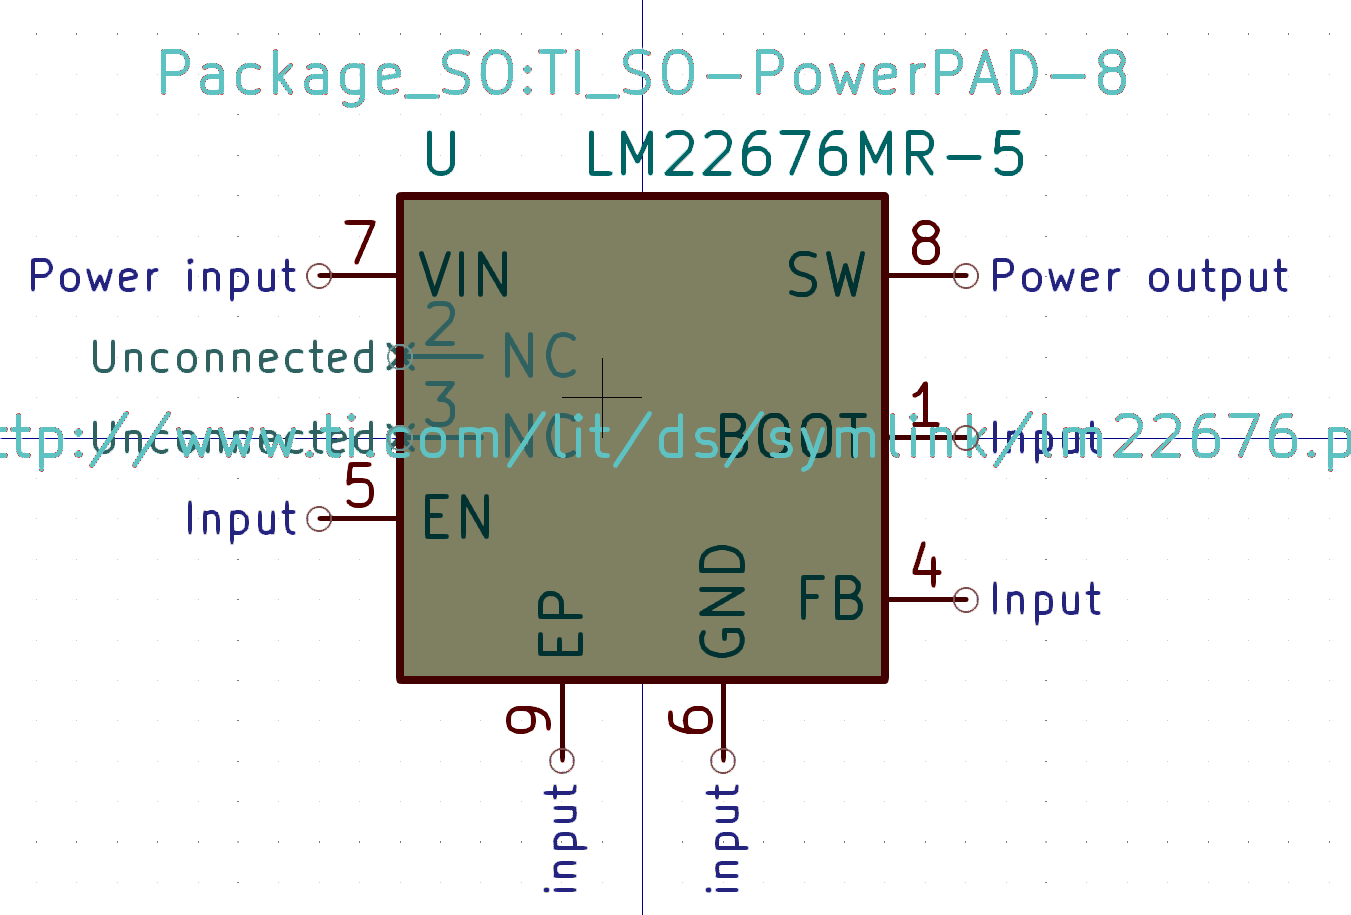 Package_SO:TI_SO-PowerPAD-8
U LM22676MR-5
7 8
Power input VIN SW Power output
2
Unconnected NC
3 1
Unconnected NC BOOT Input
ttp://www.ti.com/lit/ds/symlink/lm22676.p
5
Input EN
4
FB Input
EP GND
9 6
input input